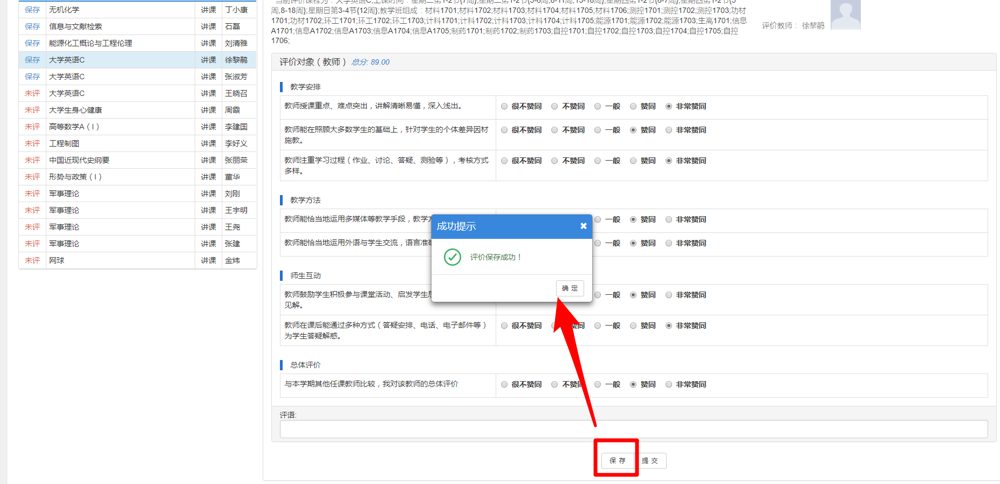 保存 无机化学 讲课 丁小康
保存 信息与文献检索 讲课 石磊
保存 能源化工概论与工程伦理 讲课 刘清雅
保存 大学英语C 讲课 徐黎鹃
保存 大学英语C 讲课 张淑芳
未评 大学英语C 讲课 王晓召
未评 大学生身心健康 讲课 周霞
未评 高等数学A（I） 讲课 李建国
未评 工程制图 讲课 李好义
未评 中国近现代史纲要 讲课 张丽荣
未评 形势与政策（I） 讲课 董华
未评 军事理论 讲课 刘刚
未评 军事理论 讲课 王宇明
未评 军事理论 讲课 王尧
未评 军事理论 讲课 张建
未评 网球 讲课 金炜
周,8-18周};星期日第3-4节{12周};教学班组成：材料1701;材料1702;材料1703;材料1704;材料1705;材料1706;测控1701;测控1702;测控1703;功材
1701;功材1702;环工1701;环工1702;环工1703;计科1701;计科1702;计科1703;计科1704;计科1705;能源1701;能源1702;能源1703;生高1701;信息
A1701;信息A1702;信息A1703;信息A1704;信息A1705;制药1701;制药1702;制药1703;自控1701;自控1702;自控1703;自控1704;自控1705;自控
1706;
评价教师： 徐黎鹃
评价对象（教师） 总分: 89.00
教学安排
教师授课重点、难点突出，讲解清晰易懂，深入浅出。 很不赞同 不赞同 一般 赞同 非常赞同
教师能在照顾大多数学生的基础上，针对学生的个体差异因材 很不赞同 不赞同 一般 赞同 非常赞同
施教。
教师注重学习过程（作业、讨论、答疑、测验等），考核方式 很不赞同 不赞同 一般 赞同 非常赞同
多样。
教学方法
教师能恰当地运用多媒体等教学手段，教学 一般 赞同 非常赞同
教师能恰当地运用外语与学生交流，语言准 一般 赞同 非常赞同
成功提示
评价保存成功！
确 定
师生互动
教师鼓励学生积极参与课堂活动、启发学生 一般 赞同 非常赞同
见解。
教师在课后能通过多种方式（答疑安排、电话、电子邮件等） 很不赞同 赞同 一般 赞同 非常赞同
为学生答疑解惑。
总体评价
与本学期其他任课教师比较，我对该教师的总体评价 很不赞同 不赞同 一般 赞同 非常赞同
评语:
保 存 提 交